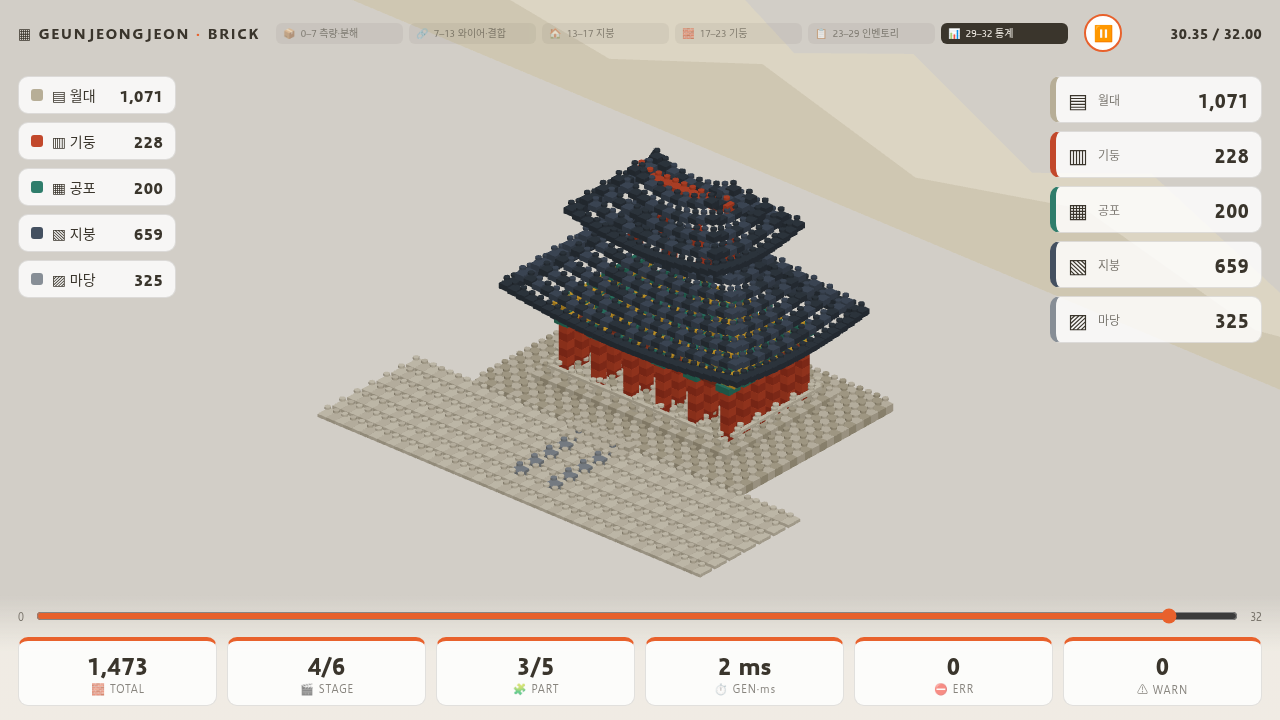 GEUNJEONGJEON · BRICK
0–7 측량·분해
7–13 와이어·결합
13–17 지붕
17–23 기둥
23–29 인벤토리
29–32 통계
30.35 / 32.00
월대 1,071
기둥 228
공포 200
지붕 659
마당 325
월대 1,071
기둥 228
공포 200
지붕 659
마당 325
0
32
1,473
TOTAL
4/6
STAGE
3/5
PART
2 ms
GEN·ms
0
ERR
0
WARN